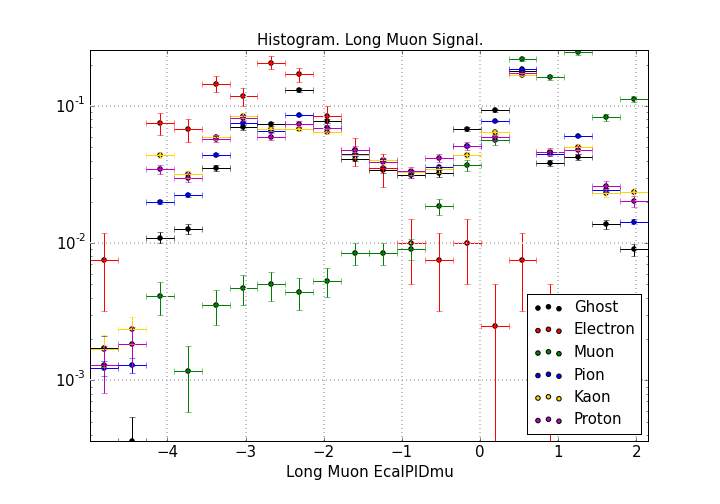 Histogram. Long Muon Signal.
10⁻¹
10⁻²
10⁻³
Ghost
Electron
Muon
Pion
Kaon
Proton
−4 −3 −2 −1 0 1 2
Long Muon EcalPIDmu